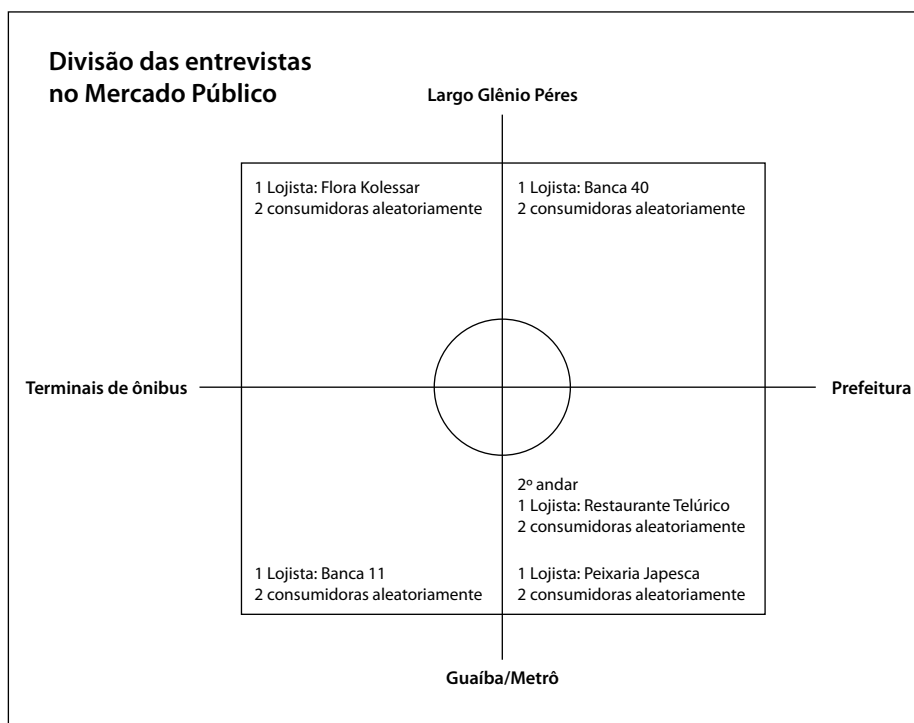 Divisão das entrevistas
no Mercado Público
Largo Glênio Péres
1 Lojista: Flora Kolessar
2 consumidoras aleatoriamente
1 Lojista: Banca 40
2 consumidoras aleatoriamente
Terminais de ônibus
Prefeitura
2º andar
1 Lojista: Restaurante Telúrico
2 consumidoras aleatoriamente
1 Lojista: Banca 11
2 consumidoras aleatoriamente
1 Lojista: Peixaria Japesca
2 consumidoras aleatoriamente
Guaíba/Metrô